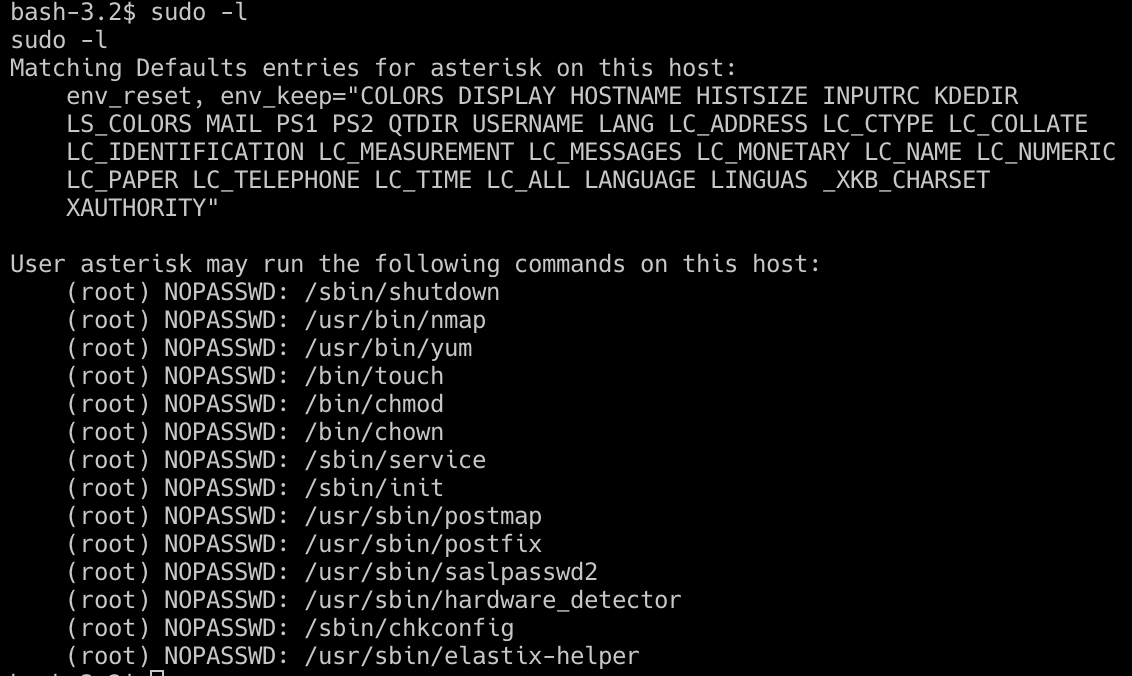 bash-3.2$ sudo -l
sudo -l
Matching Defaults entries for asterisk on this host:
    env_reset, env_keep="COLORS DISPLAY HOSTNAME HISTSIZE INPUTRC KDEDIR
    LS_COLORS MAIL PS1 PS2 QTDIR USERNAME LANG LC_ADDRESS LC_CTYPE LC_COLLATE
    LC_IDENTIFICATION LC_MEASUREMENT LC_MESSAGES LC_MONETARY LC_NAME LC_NUMERIC
    LC_PAPER LC_TELEPHONE LC_TIME LC_ALL LANGUAGE LINGUAS _XKB_CHARSET
    XAUTHORITY"

User asterisk may run the following commands on this host:
    (root) NOPASSWD: /sbin/shutdown
    (root) NOPASSWD: /usr/bin/nmap
    (root) NOPASSWD: /usr/bin/yum
    (root) NOPASSWD: /bin/touch
    (root) NOPASSWD: /bin/chmod
    (root) NOPASSWD: /bin/chown
    (root) NOPASSWD: /sbin/service
    (root) NOPASSWD: /sbin/init
    (root) NOPASSWD: /usr/sbin/postmap
    (root) NOPASSWD: /usr/sbin/postfix
    (root) NOPASSWD: /usr/sbin/saslpasswd2
    (root) NOPASSWD: /usr/sbin/hardware_detector
    (root) NOPASSWD: /sbin/chkconfig
    (root) NOPASSWD: /usr/sbin/elastix-helper